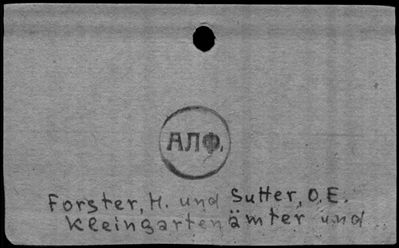 АЛФ.
Forster, H. und Sutter, O. E.
Kleingartenämter und